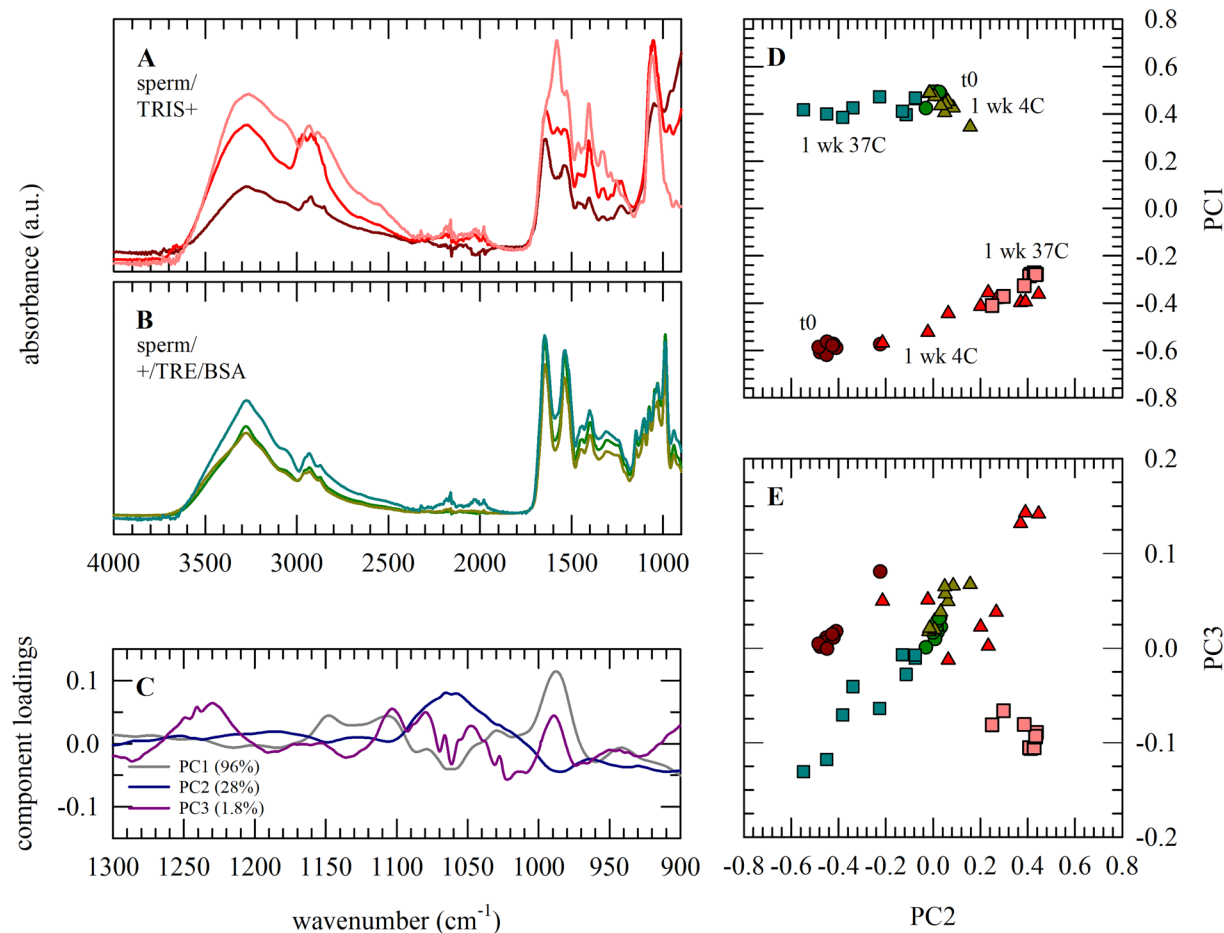 A
sperm/
TRIS+
absorbance (a.u.)
B
sperm/
+/TRE/BSA
4000 3500 3000 2500 2000 1500 1000
C
component loadings
0.1
0.0
-0.1
PC1 (96%)
PC2 (28%)
PC3 (1.8%)
1300 1250 1200 1150 1100 1050 1000 950 900
wavenumber (cm-1)
D
t0
1 wk 4C
1 wk 37C
1 wk 37C
t0
1 wk 4C
0.8
0.6
0.4
0.2
0.0
-0.2
-0.4
-0.6
-0.8
PC1
E
0.2
0.1
0.0
-0.1
-0.2
PC3
-0.8 -0.6 -0.4 -0.2 0.0 0.2 0.4 0.6 0.8
PC2